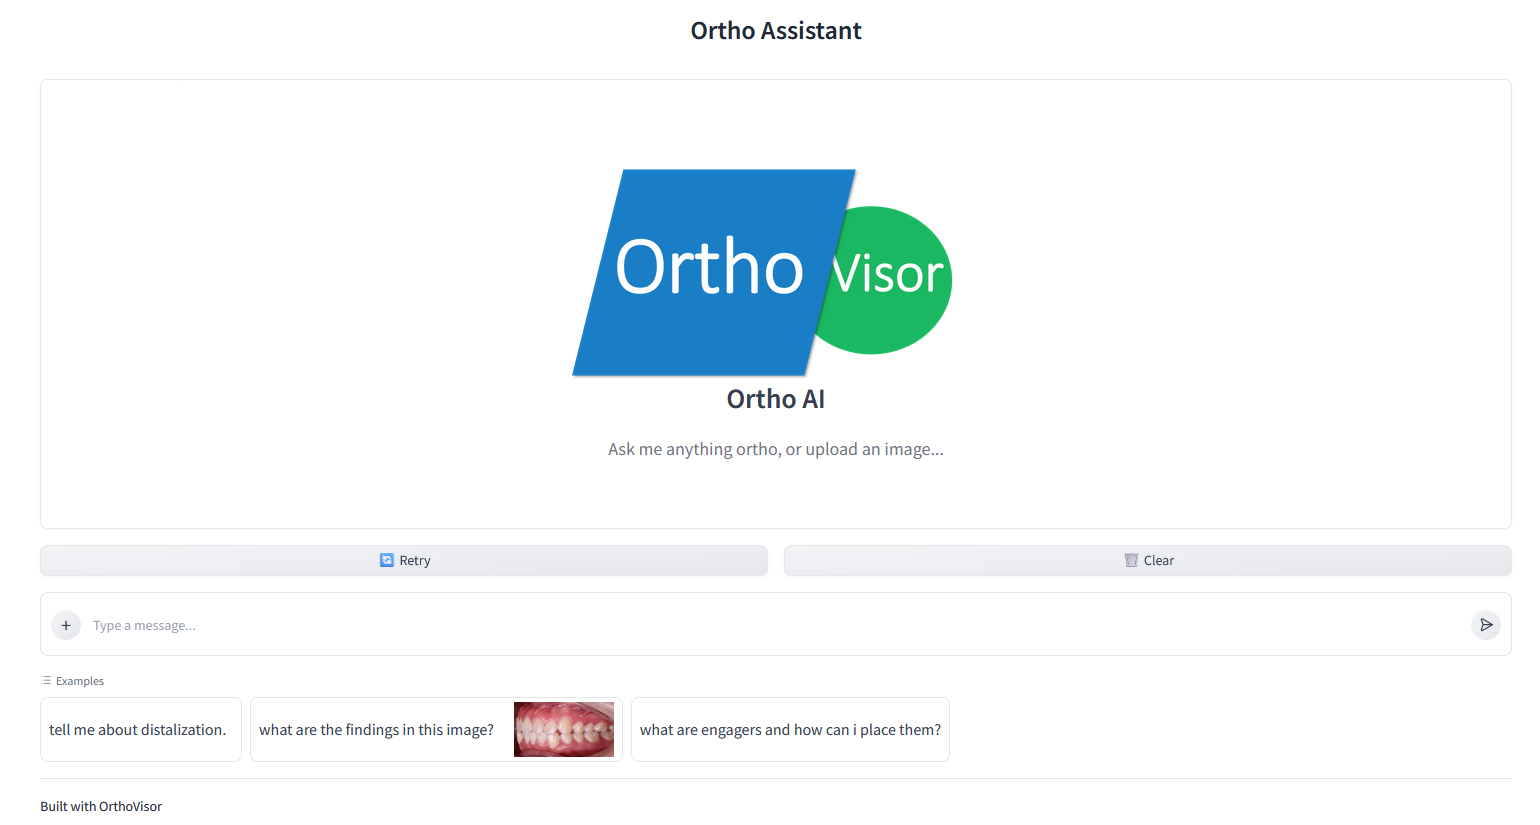 Ortho Assistant
Ortho Visor
Ortho AI
Ask me anything ortho, or upload an image...
Retry
Clear
+ Type a message...
Examples
tell me about distalization.
what are the findings in this image?
what are engagers and how can i place them?
Built with OrthoVisor